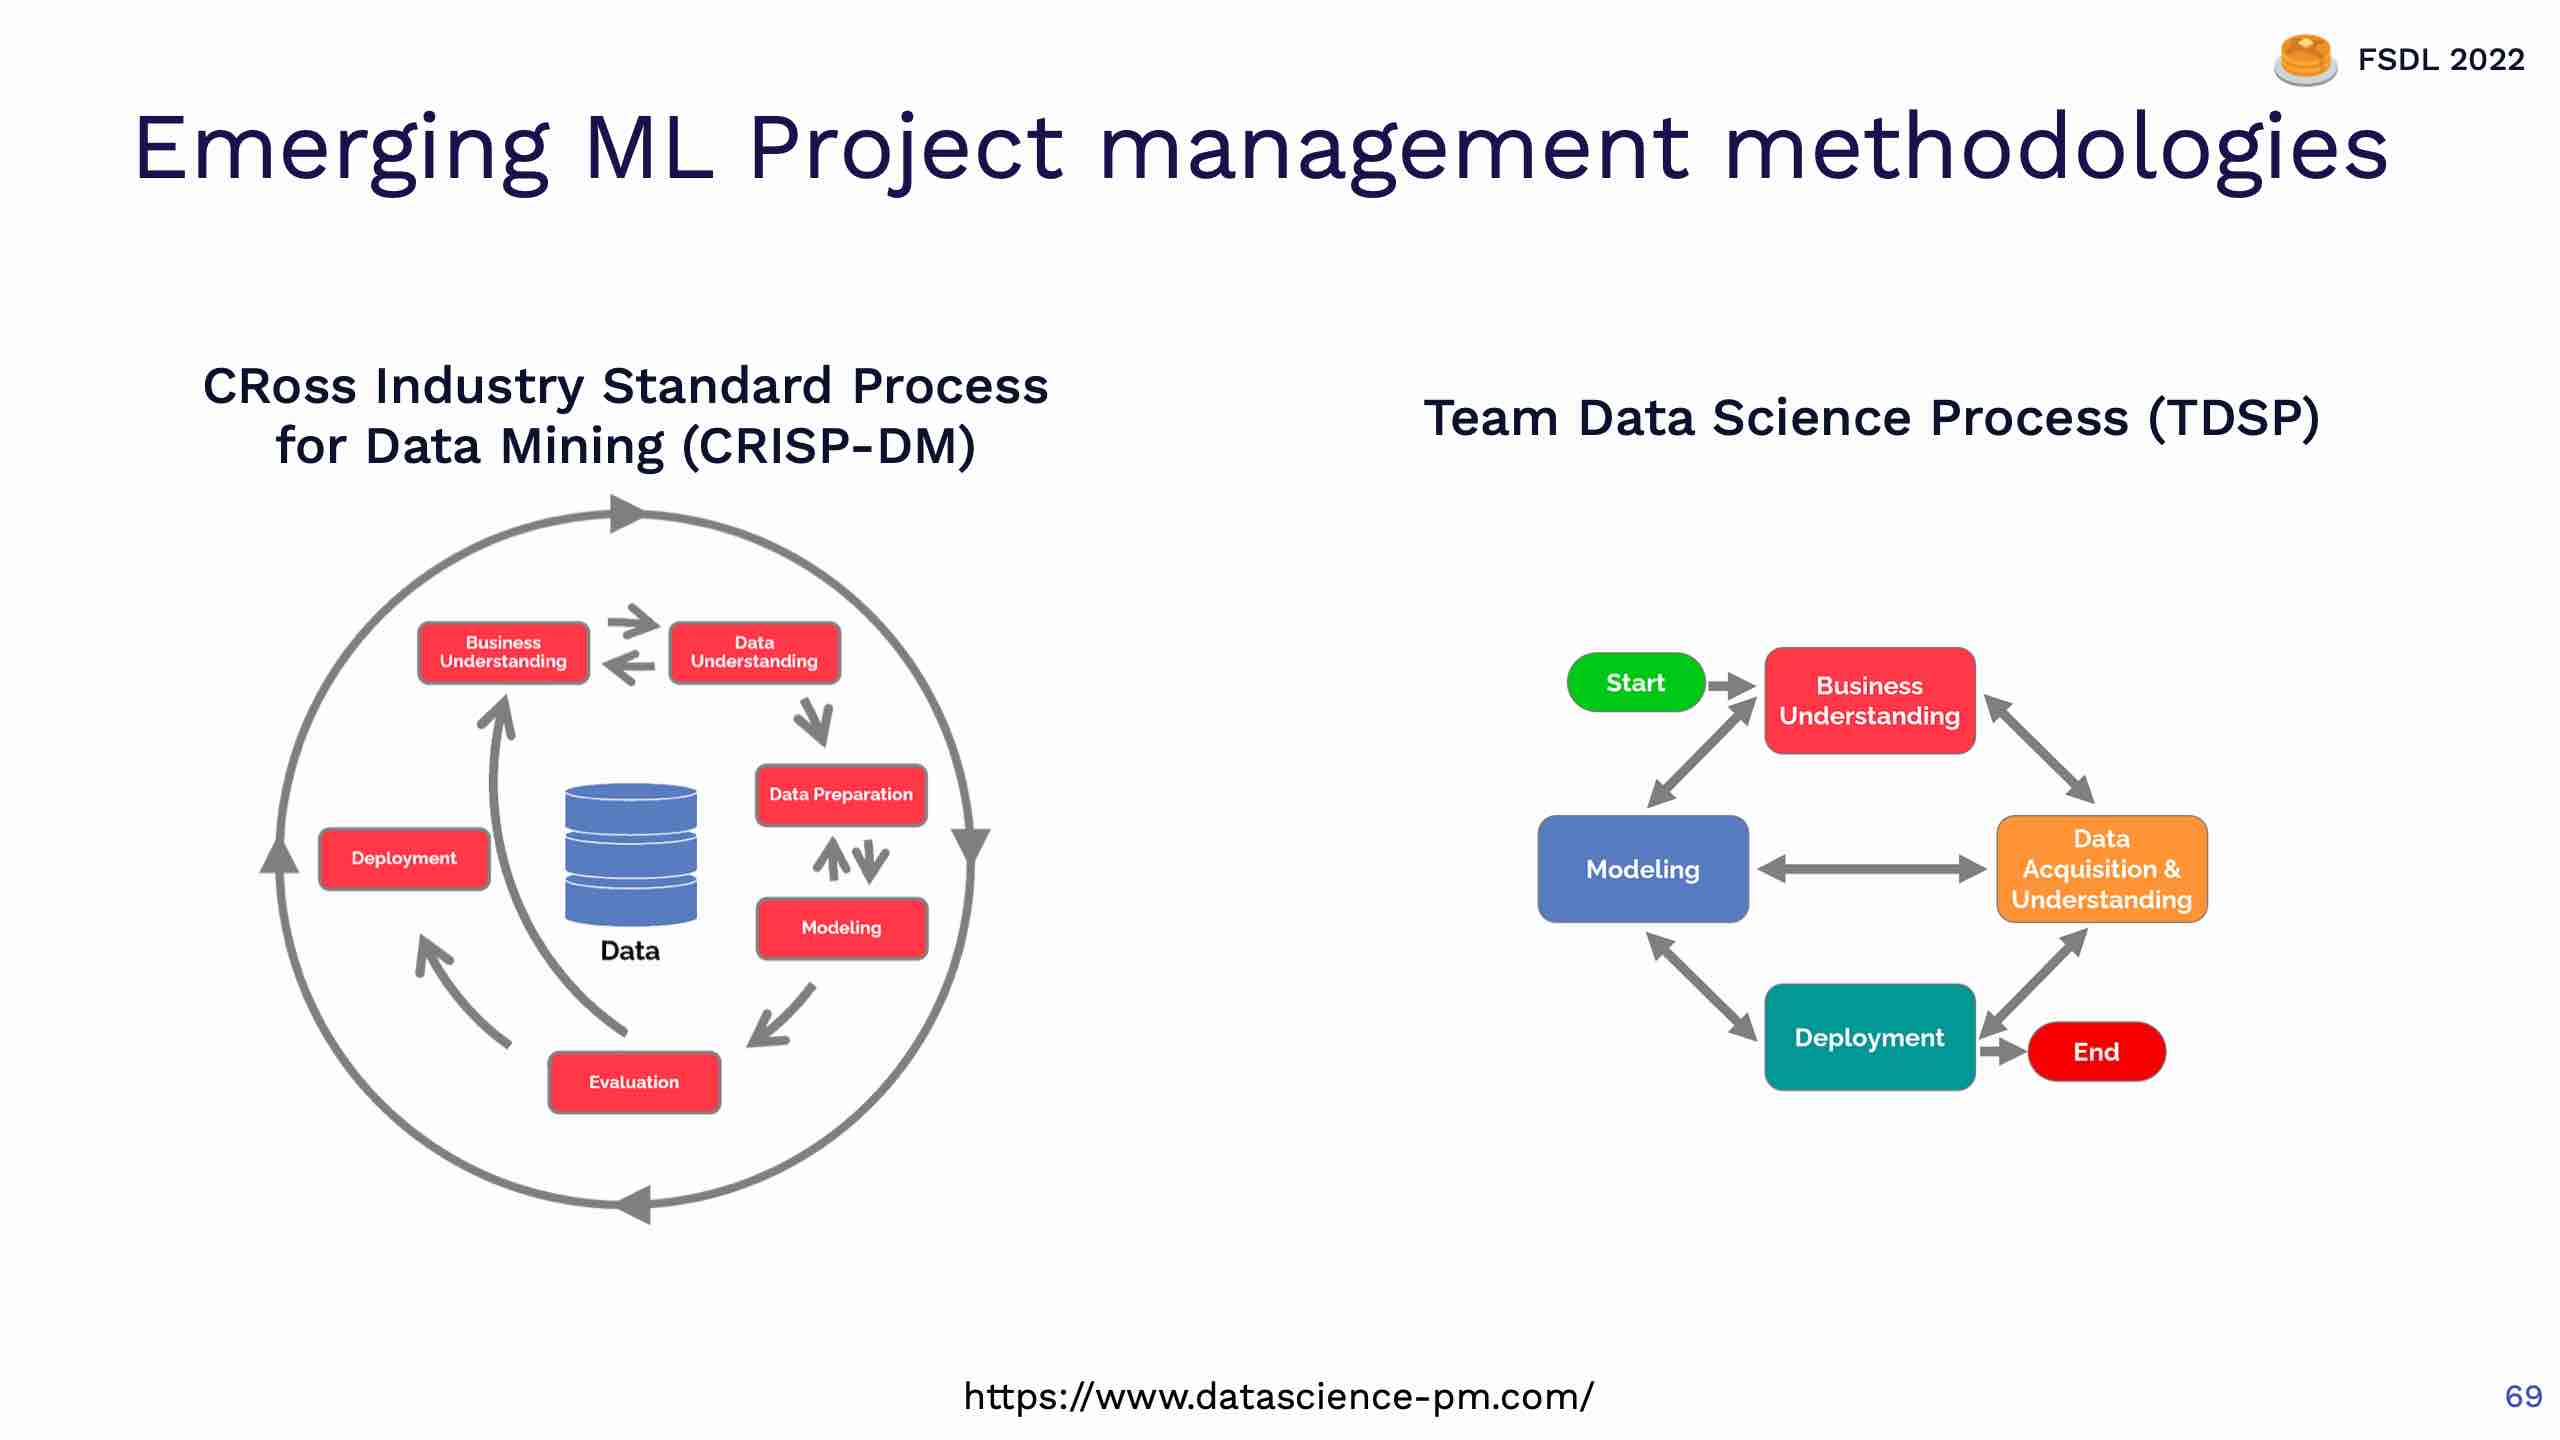 FSDL 2022
Emerging ML Project management methodologies
CRoss Industry Standard Process
for Data Mining (CRISP-DM)
Business
Understanding
Data
Understanding
Data Preparation
Deployment
Modeling
Data
Evaluation
Team Data Science Process (TDSP)
Start
Business
Understanding
Modeling
Data
Acquisition &
Understanding
Deployment
End
https://www.datascience-pm.com/
69